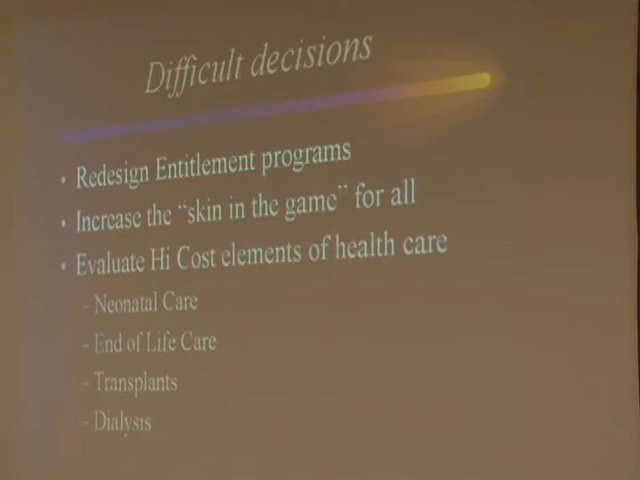 Difficult decisions
• Redesign Entitlement programs
• Increase the “skin in the game” for all
• Evaluate Hi Cost elements of health care
– Neonatal Care
– End of Life Care
– Transplants
– Dialysis